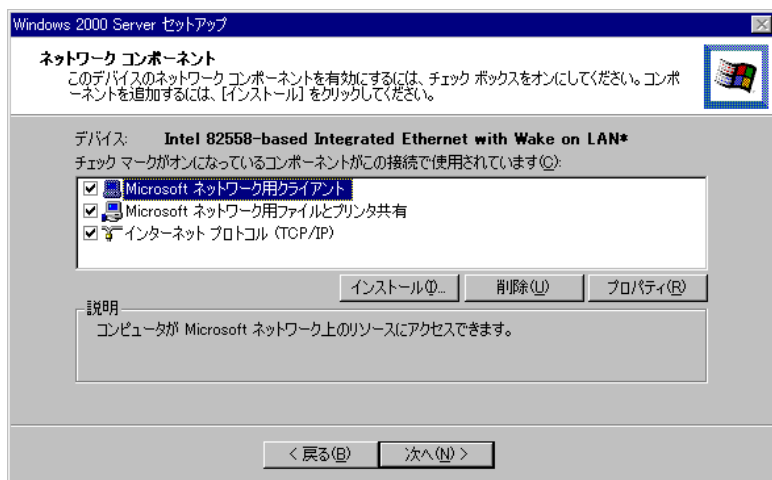 Windows 2000 Server セットアップ
ネットワーク コンポーネント
このデバイスのネットワーク コンポーネントを有効にするには、チェック ボックスをオンにしてください。コンポ
ーネントを追加するには、[インストール] をクリックしてください。
デバイス: Intel 82558-based Integrated Ethernet with Wake on LAN*
チェック マークがオンになっているコンポーネントがこの接続で使用されています(C):
Microsoft ネットワーク用クライアント
Microsoft ネットワーク用ファイルとプリンタ共有
インターネット プロトコル (TCP/IP)
インストール(I)... 削除(U) プロパティ(R)
説明
コンピュータが Microsoft ネットワーク上のリソースにアクセスできます。
< 戻る(B) 次へ(N) >